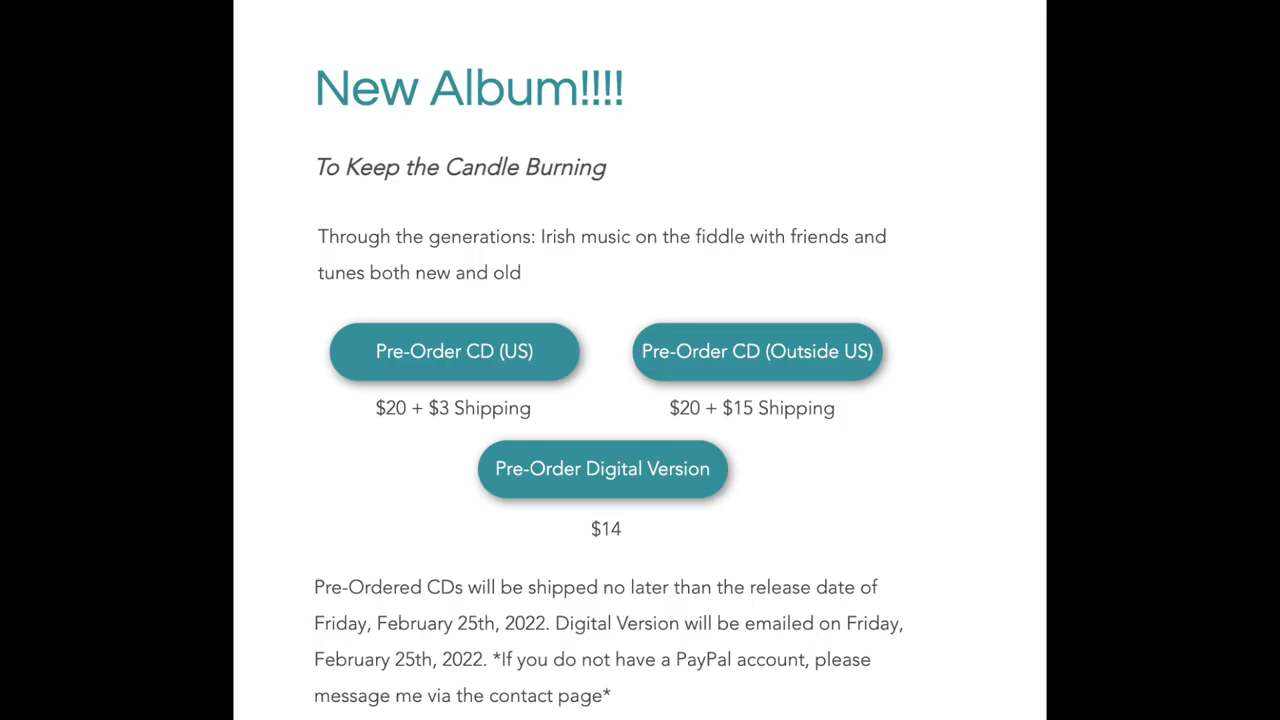 New Album!!!!
To Keep the Candle Burning
Through the generations: Irish music on the fiddle with friends and
tunes both new and old
Pre-Order CD (US)
Pre-Order CD (Outside US)
$20 + $3 Shipping
$20 + $15 Shipping
Pre-Order Digital Version
$14
Pre-Ordered CDs will be shipped no later than the release date of
Friday, February 25th, 2022. Digital Version will be emailed on Friday,
February 25th, 2022. *If you do not have a PayPal account, please
message me via the contact page*